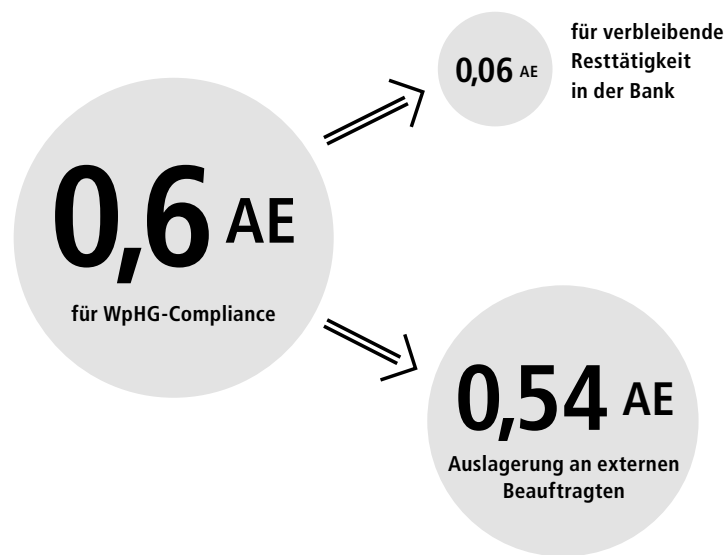 0,6 AE
für WpHG-Compliance
0,06 AE
für verbleibende
Resttätigkeit
in der Bank
0,54 AE
Auslagerung an externen
Beauftragten